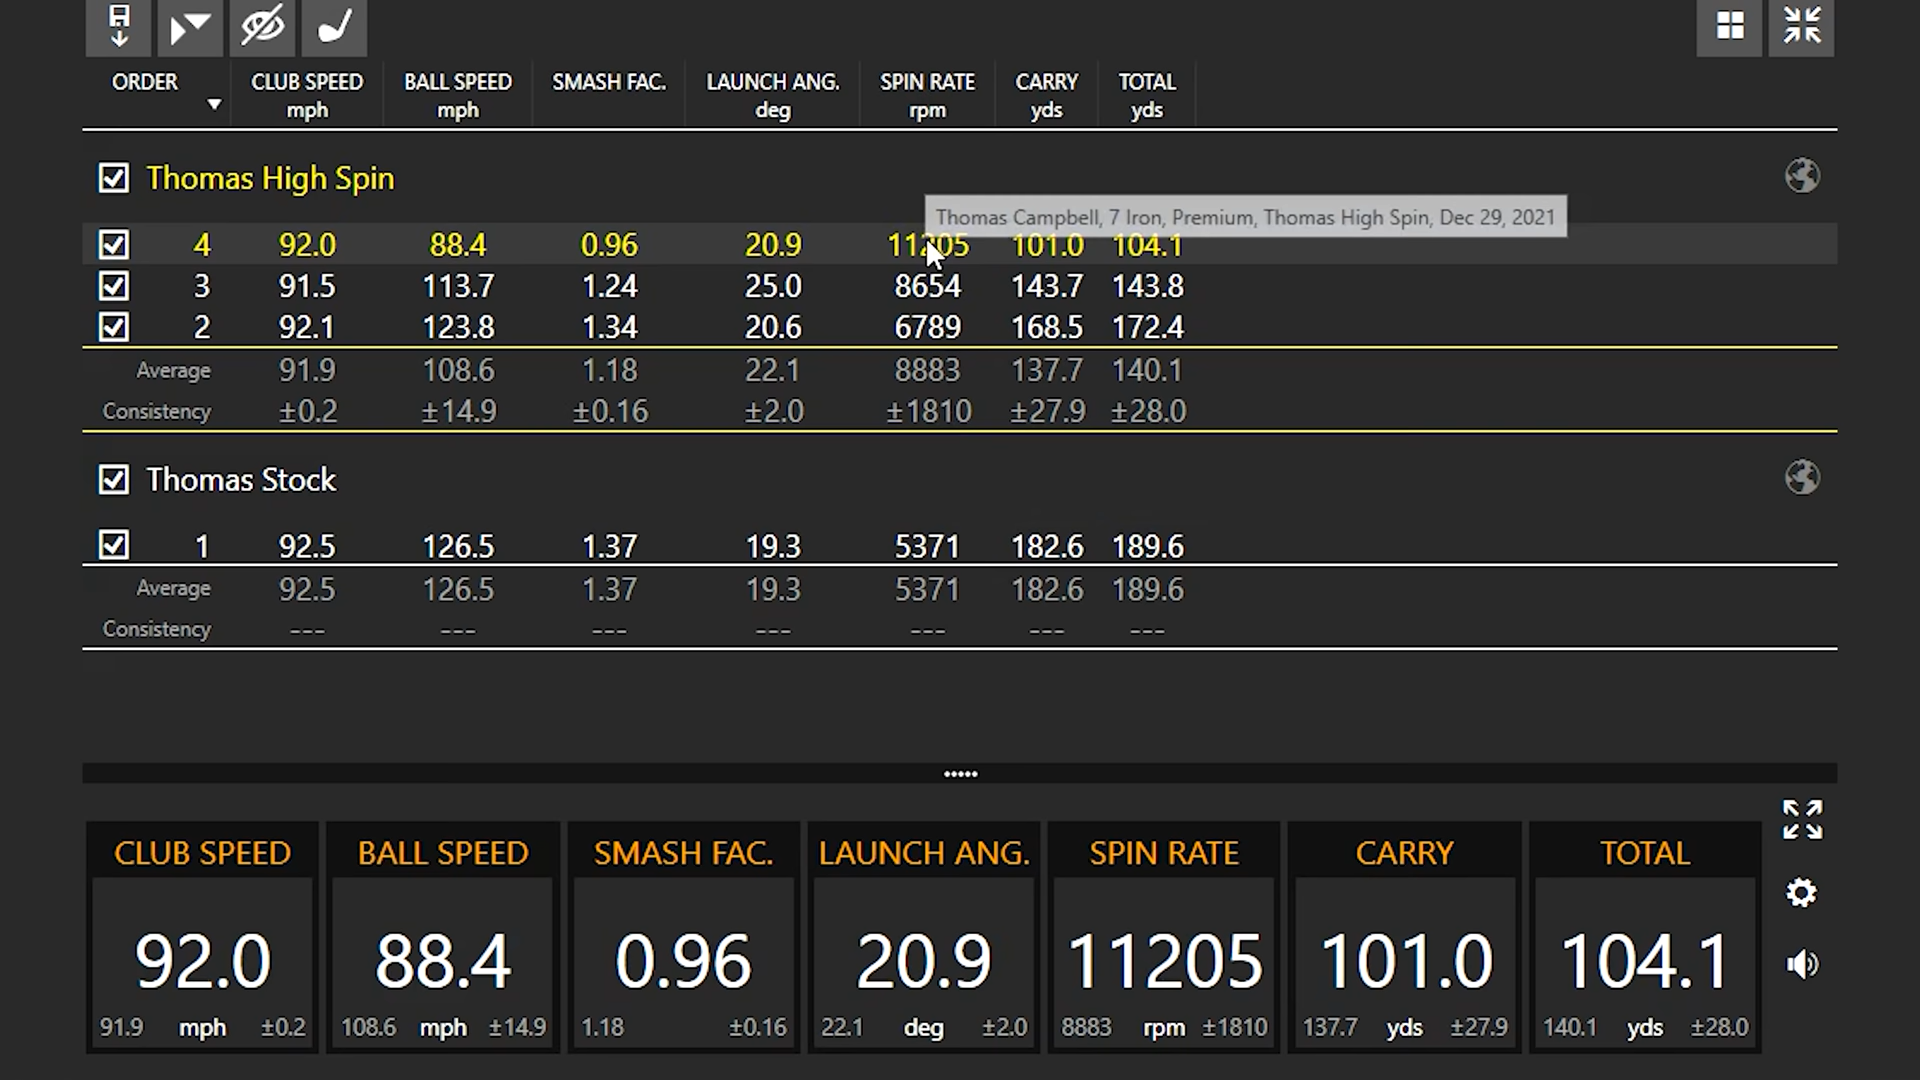 ORDER CLUB SPEED BALL SPEED SMASH FAC. LAUNCH ANG. SPIN RATE CARRY TOTAL
mph mph deg rpm yds yds
Thomas High Spin
Thomas Campbell, 7 Iron, Premium, Thomas High Spin, Dec 29, 2021
4 92.0 88.4 0.96 20.9 11205 101.0 104.1
3 91.5 113.7 1.24 25.0 8654 143.7 143.8
2 92.1 123.8 1.34 20.6 6789 168.5 172.4
Average 91.9 108.6 1.18 22.1 8883 137.7 140.1
Consistency ±0.2 ±14.9 ±0.16 ±2.0 ±1810 ±27.9 ±28.0
Thomas Stock
1 92.5 126.5 1.37 19.3 5371 182.6 189.6
Average 92.5 126.5 1.37 19.3 5371 182.6 189.6
Consistency --- --- --- --- --- --- ---
CLUB SPEED BALL SPEED SMASH FAC. LAUNCH ANG. SPIN RATE CARRY TOTAL
92.0 88.4 0.96 20.9 11205 101.0 104.1
91.9 mph ±0.2 108.6 mph ±14.9 1.18 ±0.16 22.1 deg ±2.0 8883 rpm ±1810 137.7 yds ±27.9 140.1 yds ±28.0